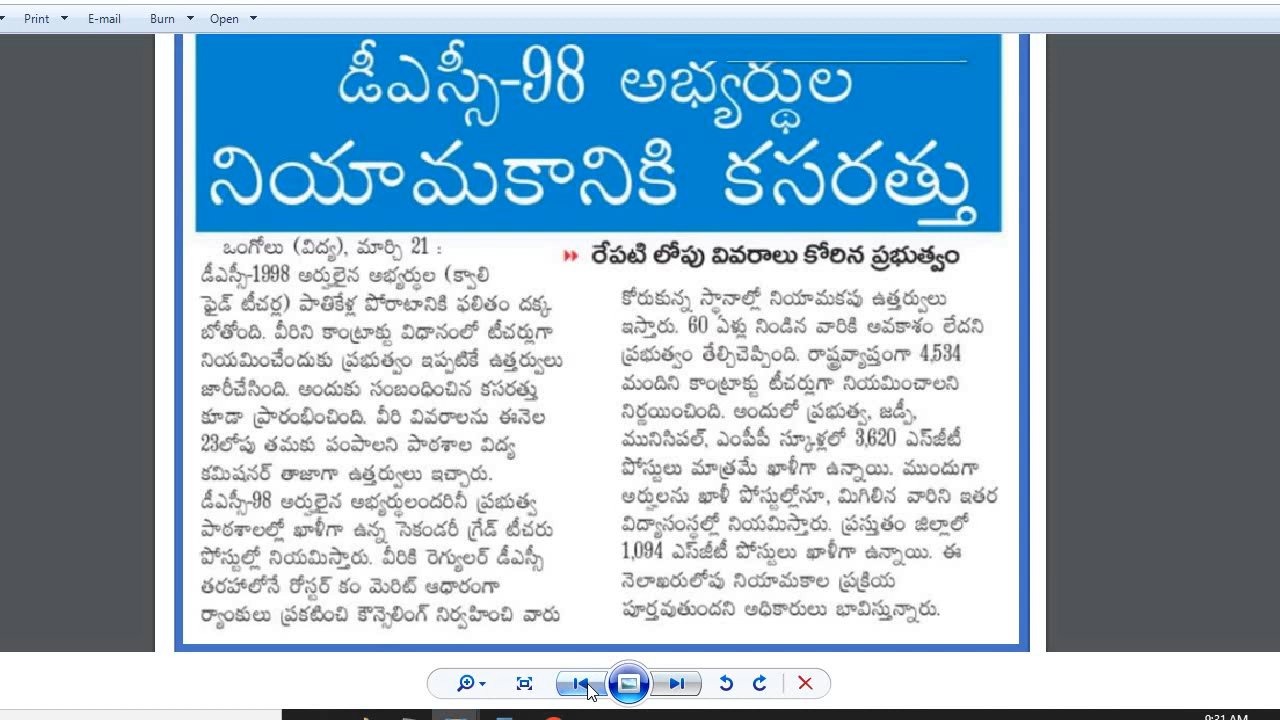 Print
E-mail
Burn
Open
డీఎస్సీ-98 అభ్యర్థుల
నియామకానికి కసరత్తు
ఒంగోలు (విద్య), మార్చి 21 :
డీఎస్సీ-1998 అర్హులైన అభ్యర్థుల (క్వాలి
ఫైడ్ టీచర్ల) పాతికేళ్ల పోరాటానికి ఫలితం దక్క
బోతోంది. వీరిని కాంట్రాక్టు విధానంలో టీచర్లుగా
నియమించేందుకు ప్రభుత్వం ఇప్పటికే ఉత్తర్వులు
జారీచేసింది. అందుకు సంబంధించిన కసరత్తు
కూడా ప్రారంభించింది. వీరి వివరాలను ఈనెల
23లోపు తమకు పంపాలని పాఠశాల విద్య
కమిషనర్ తాజాగా ఉత్తర్వులు ఇచ్చారు.
డీఎస్సీ-98 అర్హులైన అభ్యర్థులందరినీ ప్రభుత్వ
పాఠశాలల్లో ఖాళీగా ఉన్న సెకండరీ గ్రేడ్ టీచరు
పోస్టుల్లో నియమిస్తారు. వీరికి రెగ్యులర్ డీఎస్సీ
తరహాలోనే రోస్టర్ కం మెరిట్ ఆధారంగా
ర్యాంకులు ప్రకటించి కౌన్సెలింగ్ నిర్వహించి వారు
రేపటి లోపు వివరాలు కోరిన ప్రభుత్వం
కోరుకున్న స్థానాల్లో నియామకపు ఉత్తర్వులు
ఇస్తారు. 60 ఏళ్లు నిండిన వారికి అవకాశం లేదని
ప్రభుత్వం తేల్చిచెప్పింది. రాష్ట్రవ్యాప్తంగా 4,534
మందిని కాంట్రాక్టు టీచర్లుగా నియమించాలని
నిర్ణయించింది. అందులో ప్రభుత్వ, జడ్పీ,
మునిసిపల్, ఎంపీపీ స్కూళ్లలో 3,620 ఎస్‌జీటీ
పోస్టులు మాత్రమే ఖాళీగా ఉన్నాయి. ముందుగా
అర్హులను ఖాళీ పోస్టుల్లోనూ, మిగిలిన వారిని ఇతర
విద్యాసంస్థల్లో నియమిస్తారు. ప్రస్తుతం జిల్లాలో
1,094 ఎస్‌జీటీ పోస్టులు ఖాళీగా ఉన్నాయి. ఈ
నెలాఖరులోపు నియామకాల ప్రక్రియ
పూర్తవుతుందని అధికారులు భావిస్తున్నారు.
9:31 AM